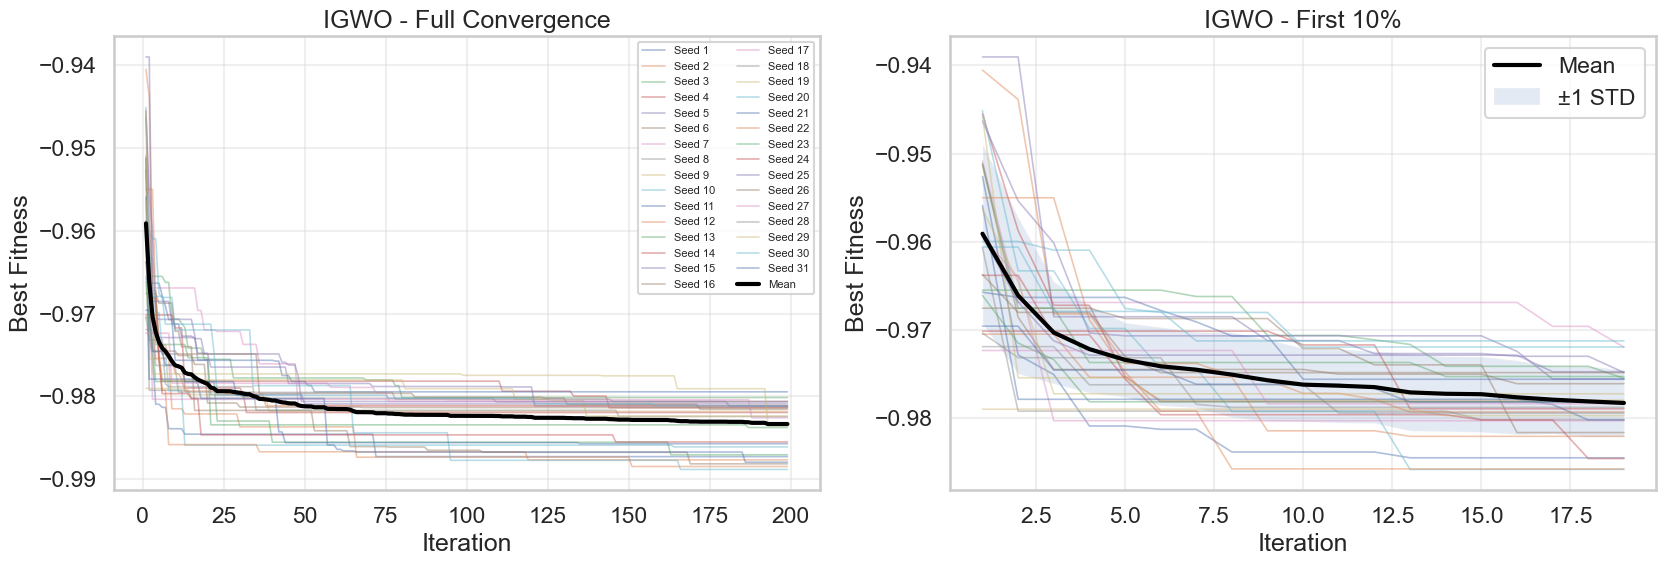 IGWO - Full Convergence
Best Fitness
−0.94
−0.95
−0.96
−0.97
−0.98
−0.99
0
25
50
75
100
125
150
175
200
Iteration
Seed 1
Seed 2
Seed 3
Seed 4
Seed 5
Seed 6
Seed 7
Seed 8
Seed 9
Seed 10
Seed 11
Seed 12
Seed 13
Seed 14
Seed 15
Seed 16
Seed 17
Seed 18
Seed 19
Seed 20
Seed 21
Seed 22
Seed 23
Seed 24
Seed 25
Seed 26
Seed 27
Seed 28
Seed 29
Seed 30
Seed 31
Mean
IGWO - First 10%
Best Fitness
−0.94
−0.95
−0.96
−0.97
−0.98
2.5
5.0
7.5
10.0
12.5
15.0
17.5
Iteration
Mean
±1 STD